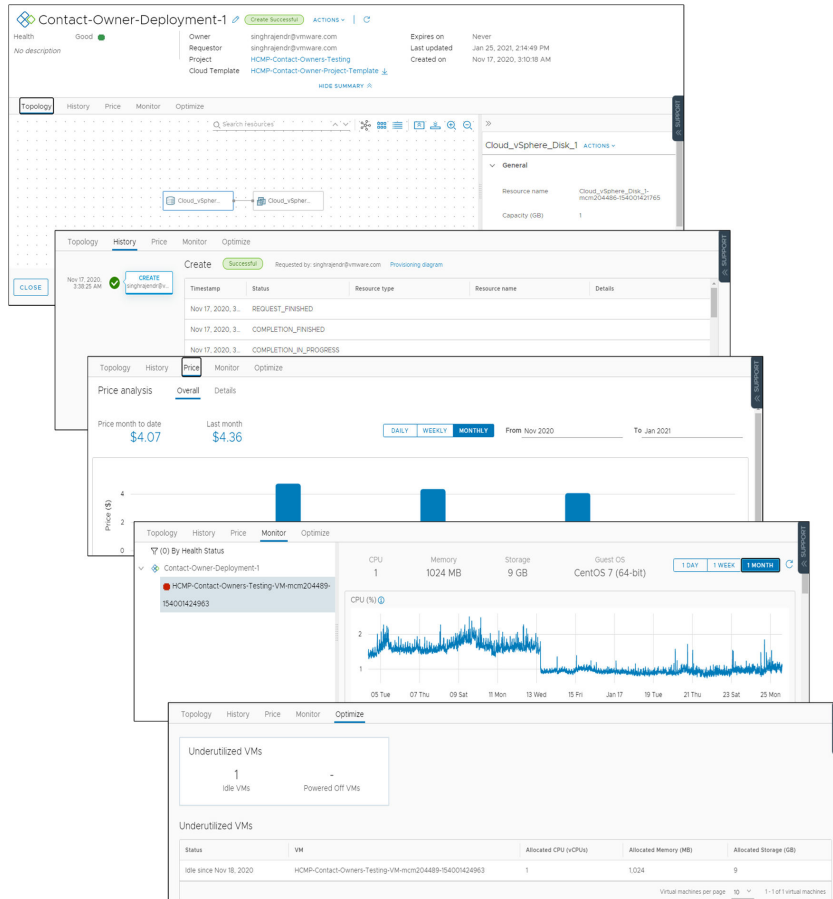 Contact-Owner-Deployment-1 Create Successful ACTIONS
Health Good Owner singhrajendr@vmware.com Expires on Never
No description Requestor singhrajendr@vmware.com Last updated Jan 25, 2021, 2:14:49 PM
Project HCMP-Contact-Owners-Testing Created on Nov 17, 2020, 3:10:18 AM
Cloud Template HCMP-Contact-Owner-Project-Template
HIDE SUMMARY
Topology History Price Monitor Optimize
SUPPORT
Search resources
Cloud_vSphere_Disk_1 ACTIONS
General
Resource name Cloud_vSphere_Disk_1-
mcm204486-154001421765
Capacity (GB) 1
Cloud_vSpher... Cloud_vSpher...
CLOSE
Topology History Price Monitor Optimize
SUPPORT
Create Successful Requested by: singhrajendr@vmware.com Provisioning diagram
Nov 17, 2020,
3:38:25 AM
CREATE
singhrajendr@v...
Timestamp Status Resource type Resource name Details
Nov 17, 2020, 3... REQUEST_FINISHED
Nov 17, 2020, 3... COMPLETION_FINISHED
Nov 17, 2020, 3... COMPLETION_IN_PROGRESS
Topology History Price Monitor Optimize
SUPPORT
Price analysis Overall Details
Price month to date Last month
$4.07 $4.36
DAILY WEEKLY MONTHLY From Nov 2020 To Jan 2021
Price ($)
4
2
0
Topology History Price Monitor Optimize
SUPPORT
(0) By Health Status
Contact-Owner-Deployment-1
HCMP-Contact-Owners-Testing-VM-mcm204489-
154001424963
CPU Memory Storage Guest OS
1 1024 MB 9 GB CentOS 7 (64-bit)
1 DAY 1 WEEK 1 MONTH
CPU (%)
2
1
05 Tue 07 Thu 09 Sat 11 Mon 13 Wed 15 Fri Jan 17 19 Tue 21 Thu 23 Sat 25 Mon
Topology History Price Monitor Optimize
Underutilized VMs
1 -
Idle VMs Powered Off VMs
Underutilized VMs
Status VM Allocated CPU (vCPUs) Allocated Memory (MB) Allocated Storage (GB)
Idle since Nov 18, 2020 HCMP-Contact-Owners-Testing-VM-mcm204489-154001424963 1 1,024 9
Virtual machines per page 10 1 - 1 of 1 virtual machines